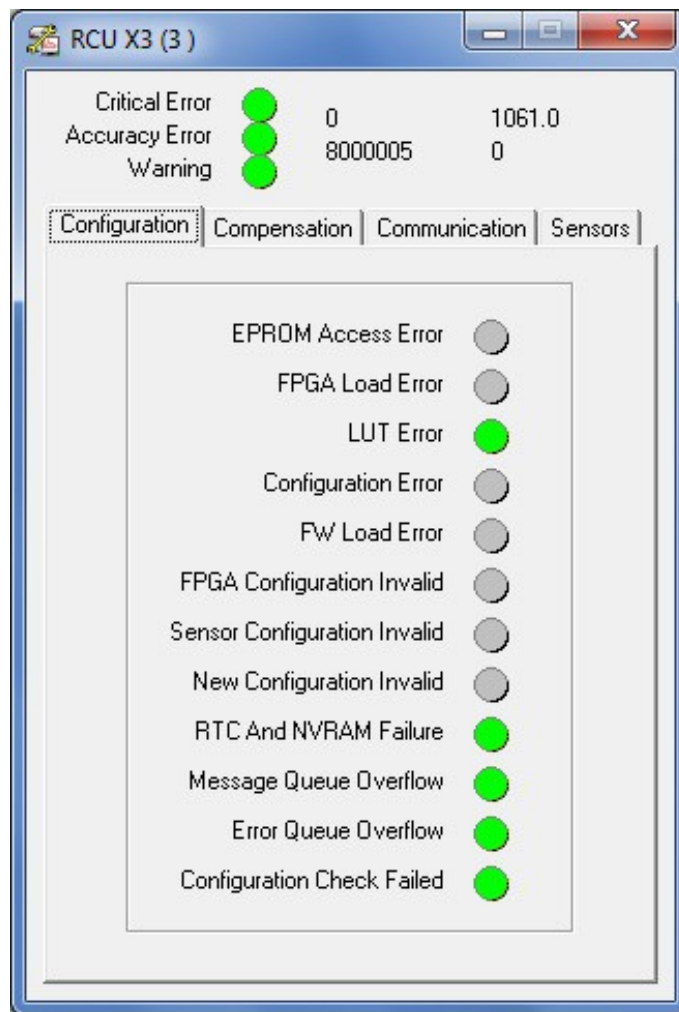 RCU X3 (3 )
Critical Error 0 1061.0
Accuracy Error 8000005 0
Warning
Configuration Compensation Communication Sensors
EPROM Access Error
FPGA Load Error
LUT Error
Configuration Error
FW Load Error
FPGA Configuration Invalid
Sensor Configuration Invalid
New Configuration Invalid
RTC And NVRAM Failure
Message Queue Overflow
Error Queue Overflow
Configuration Check Failed